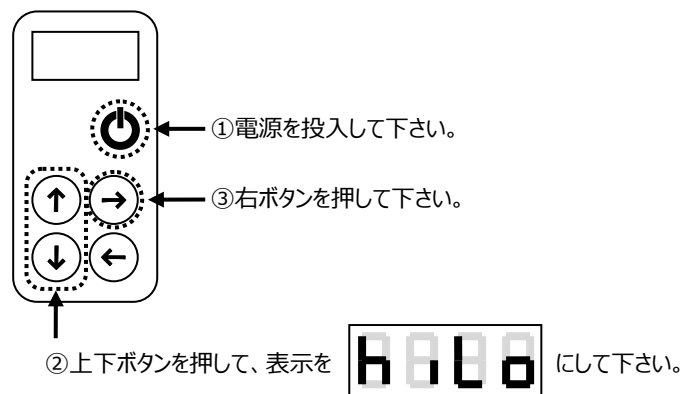 ①電源を投入して下さい。
③右ボタンを押して下さい。
②上下ボタンを押して、表示を hiLo にして下さい。